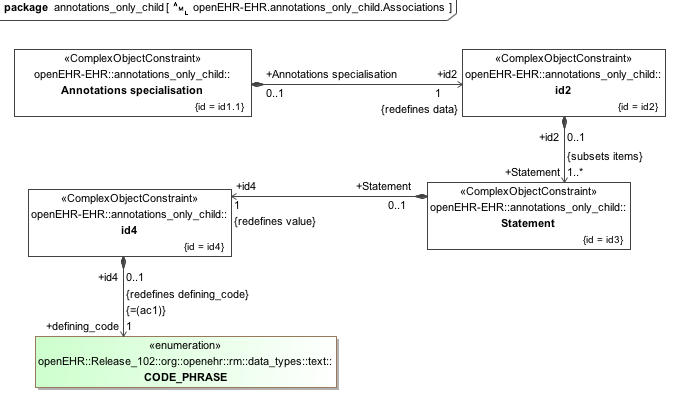 package annotations_only_child [ AML openEHR-EHR.annotations_only_child.Associations ]
«ComplexObjectConstraint»
openEHR-EHR::annotations_only_child::
Annotations specialisation
{id = id1.1}
+Annotations specialisation
+id2
0..1
1
{redefines data}
«ComplexObjectConstraint»
openEHR-EHR::annotations_only_child::
id2
{id = id2}
+id2
0..1
{subsets items}
+Statement
1..*
«ComplexObjectConstraint»
openEHR-EHR::annotations_only_child::
Statement
{id = id3}
+id4
+Statement
1
0..1
{redefines value}
«ComplexObjectConstraint»
openEHR-EHR::annotations_only_child::
id4
{id = id4}
+id4
0..1
{redefines defining_code}
{=(ac1)}
+defining_code
1
«enumeration»
openEHR::Release_102::org::openehr::rm::data_types::text::
CODE_PHRASE